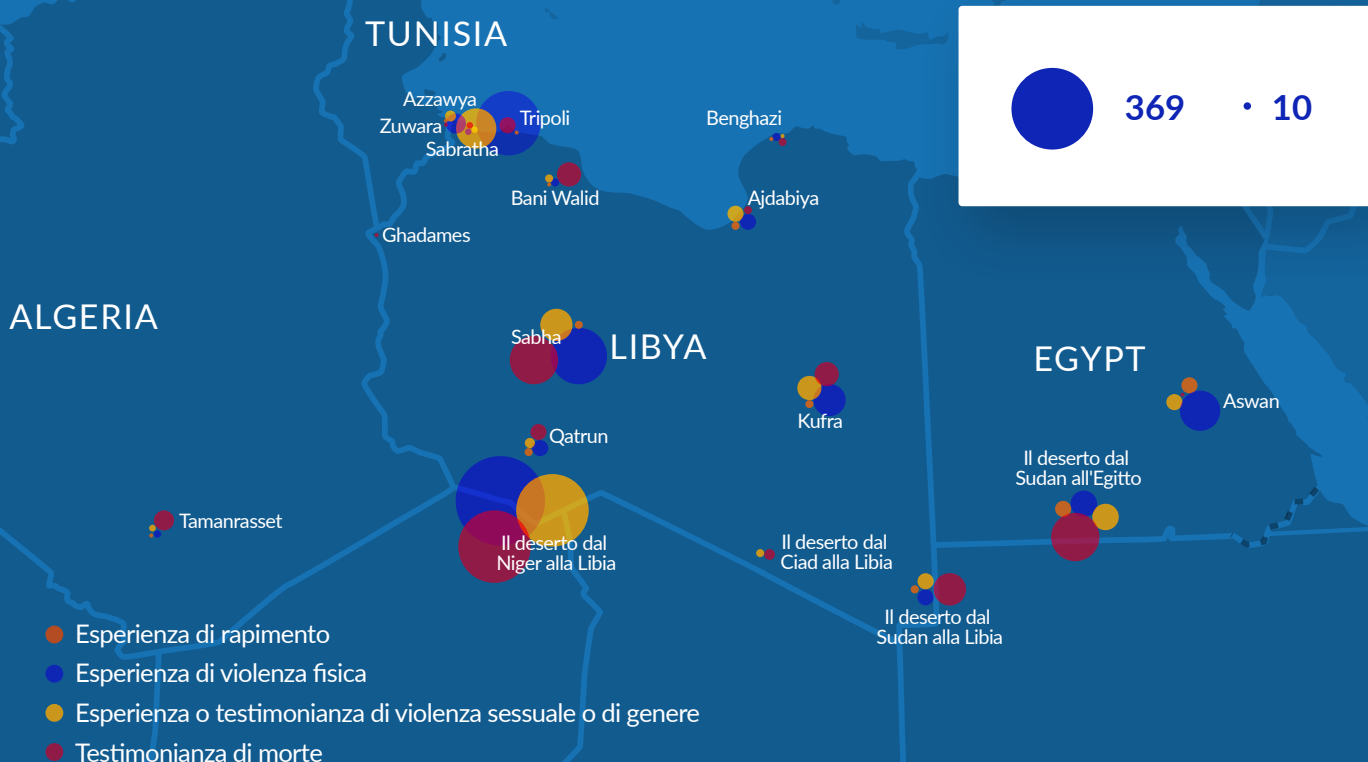 TUNISIA
369
10
Azzawya
Tripoli
Benghazi
Zuwara
Sabratha
Bani Walid
Ajdabiya
Ghadames
ALGERIA
Sabha
LIBYA
EGYPT
Aswan
Kufra
Qatrun
Il deserto dal
Sudan all'Egitto
Tamanrasset
Il deserto dal
Niger alla Libia
Il deserto dal
Ciad alla Libia
Il deserto dal
Sudan alla Libia
Esperienza di rapimento
Esperienza di violenza fisica
Esperienza o testimonianza di violenza sessuale o di genere
Testimonianza di morte